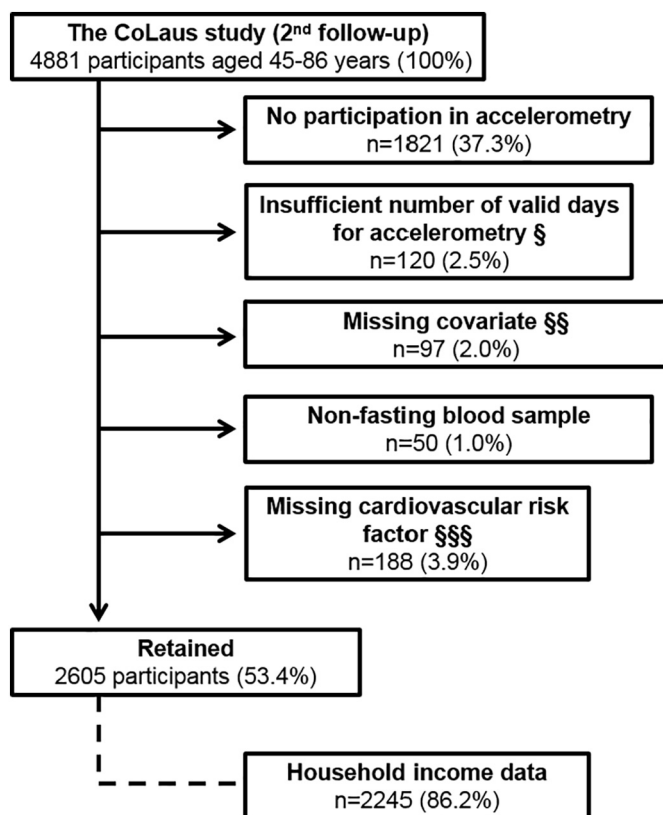 The CoLaus study (2nd follow-up)
4881 participants aged 45-86 years (100%)
No participation in accelerometry
n=1821 (37.3%)
Insufficient number of valid days
for accelerometry §
n=120 (2.5%)
Missing covariate §§
n=97 (2.0%)
Non-fasting blood sample
n=50 (1.0%)
Missing cardiovascular risk
factor §§§
n=188 (3.9%)
Retained
2605 participants (53.4%)
Household income data
n=2245 (86.2%)